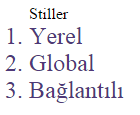 Stiller
1. Yerel
2. Global
3. Bağlantılı